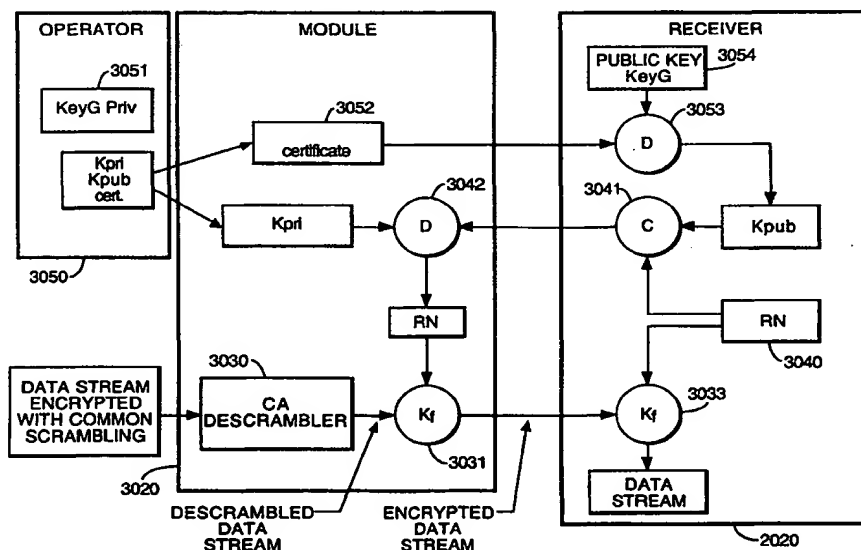 OPERATOR
MODULE
RECEIVER
3051
KeyG Priv
Kpri
Kpub
cert.
3050
3052
certificate
3042
Kpri
D
RN
PUBLIC KEY
KeyG
3054
3053
D
3041
C
Kpub
RN
3040
DATA STREAM
ENCRYPTED
WITH COMMON
SCRAMBLING
3030
CA
DESCRAMBLER
Kf
3031
3033
Kf
DATA
STREAM
3020
DESCRAMBLED
DATA
STREAM
ENCRYPTED
DATA
STREAM
2020